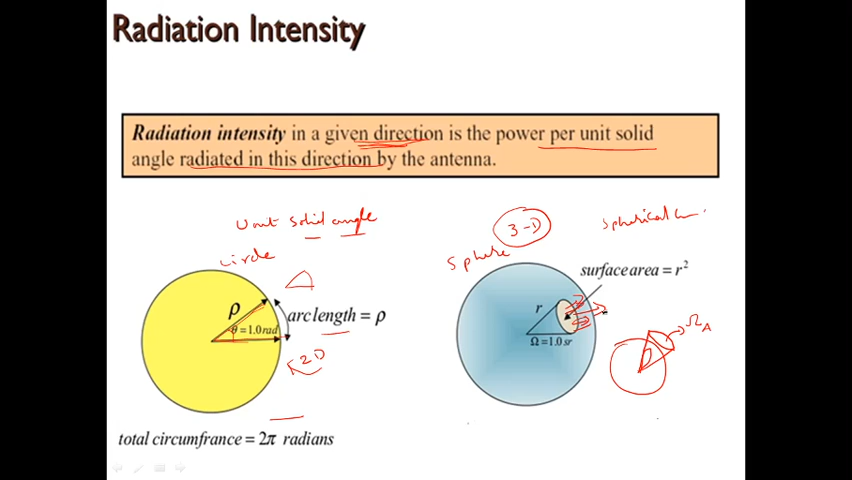 Radiation Intensity
Radiation intensity in a given direction is the power per unit solid
angle radiated in this direction by the antenna.
Unit solid angle
3-D
Spherical
Circle
Sphere
surface area = r²
ρ
r
θ = 1.0 rad
arc length = ρ
Ω = 1.0 sr
Ω_A
2D
total circumfrance = 2π radians